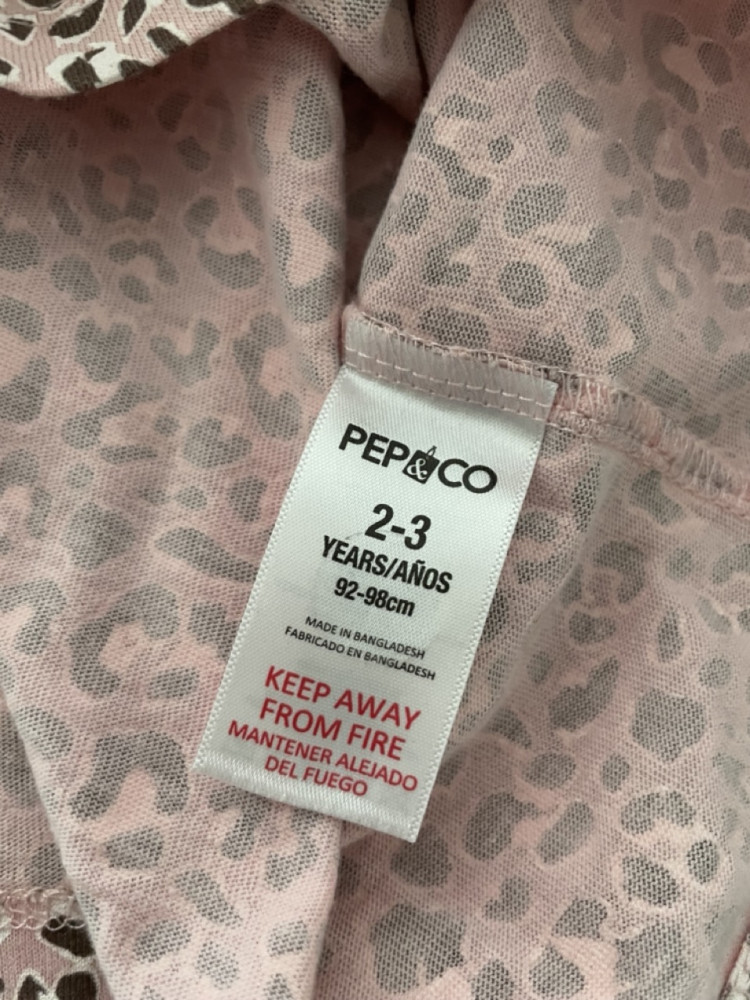 PEP&CO
2-3
YEARS/AÑOS
92-98cm
MADE IN BANGLADESH
FABRICADO EN BANGLADESH
KEEP AWAY
FROM FIRE
MANTENER ALEJADO
DEL FUEGO